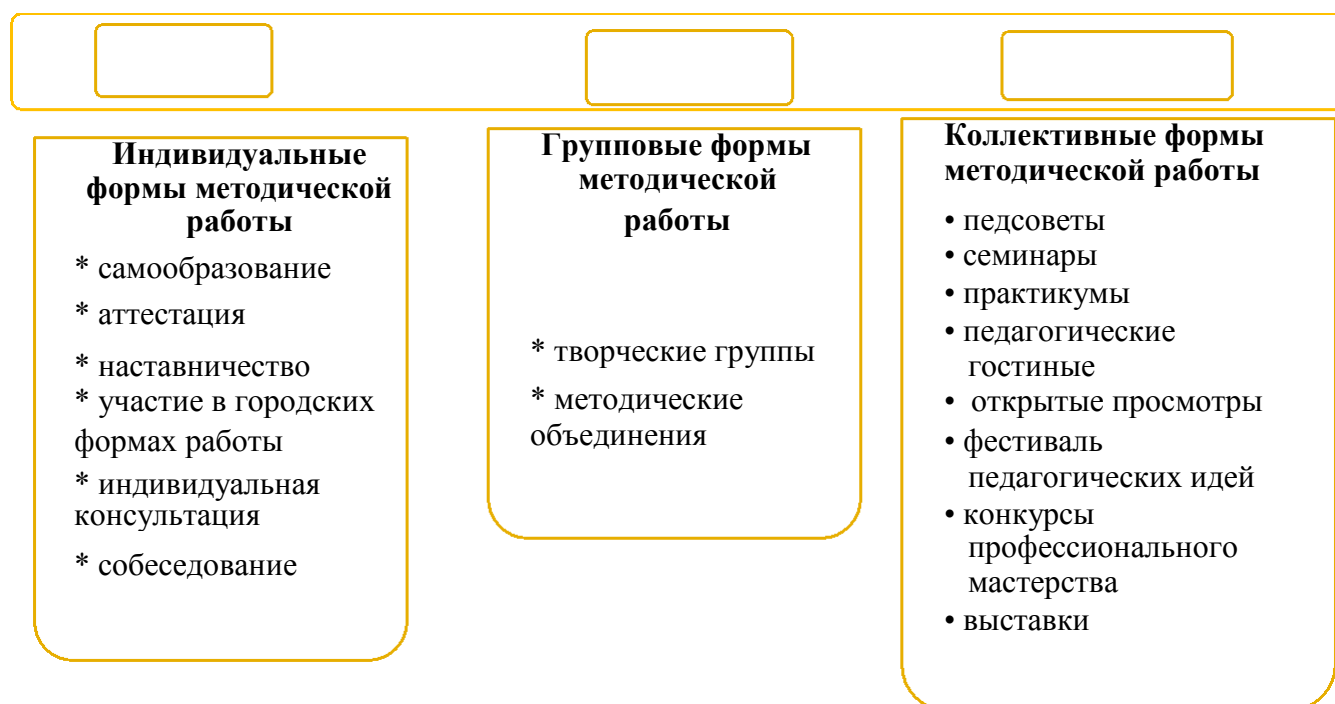 Индивидуальные
формы методической
работы
* самообразование
* аттестация
* наставничество
* участие в городских
формах работы
* индивидуальная
консультация
* собеседование
Групповые формы
методической
работы
* творческие группы
* методические
объединения
Коллективные формы
методической работы
• педсоветы
• семинары
• практикумы
• педагогические
гостиные
• открытые просмотры
• фестиваль
педагогических идей
• конкурсы
профессионального
мастерства
• выставки